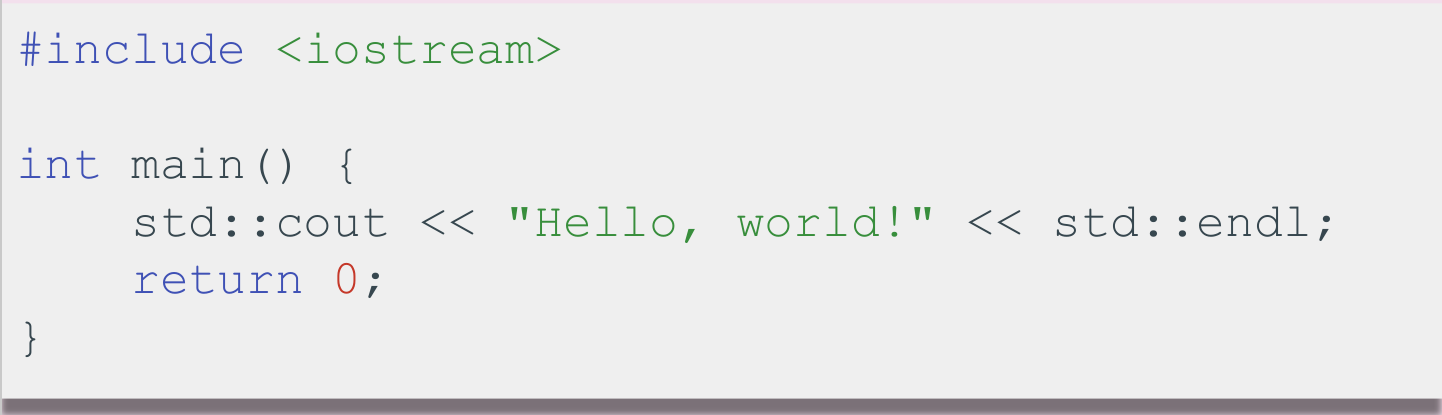 #include <iostream>

int main() {
    std::cout << "Hello, world!" << std::endl;
    return 0;
}